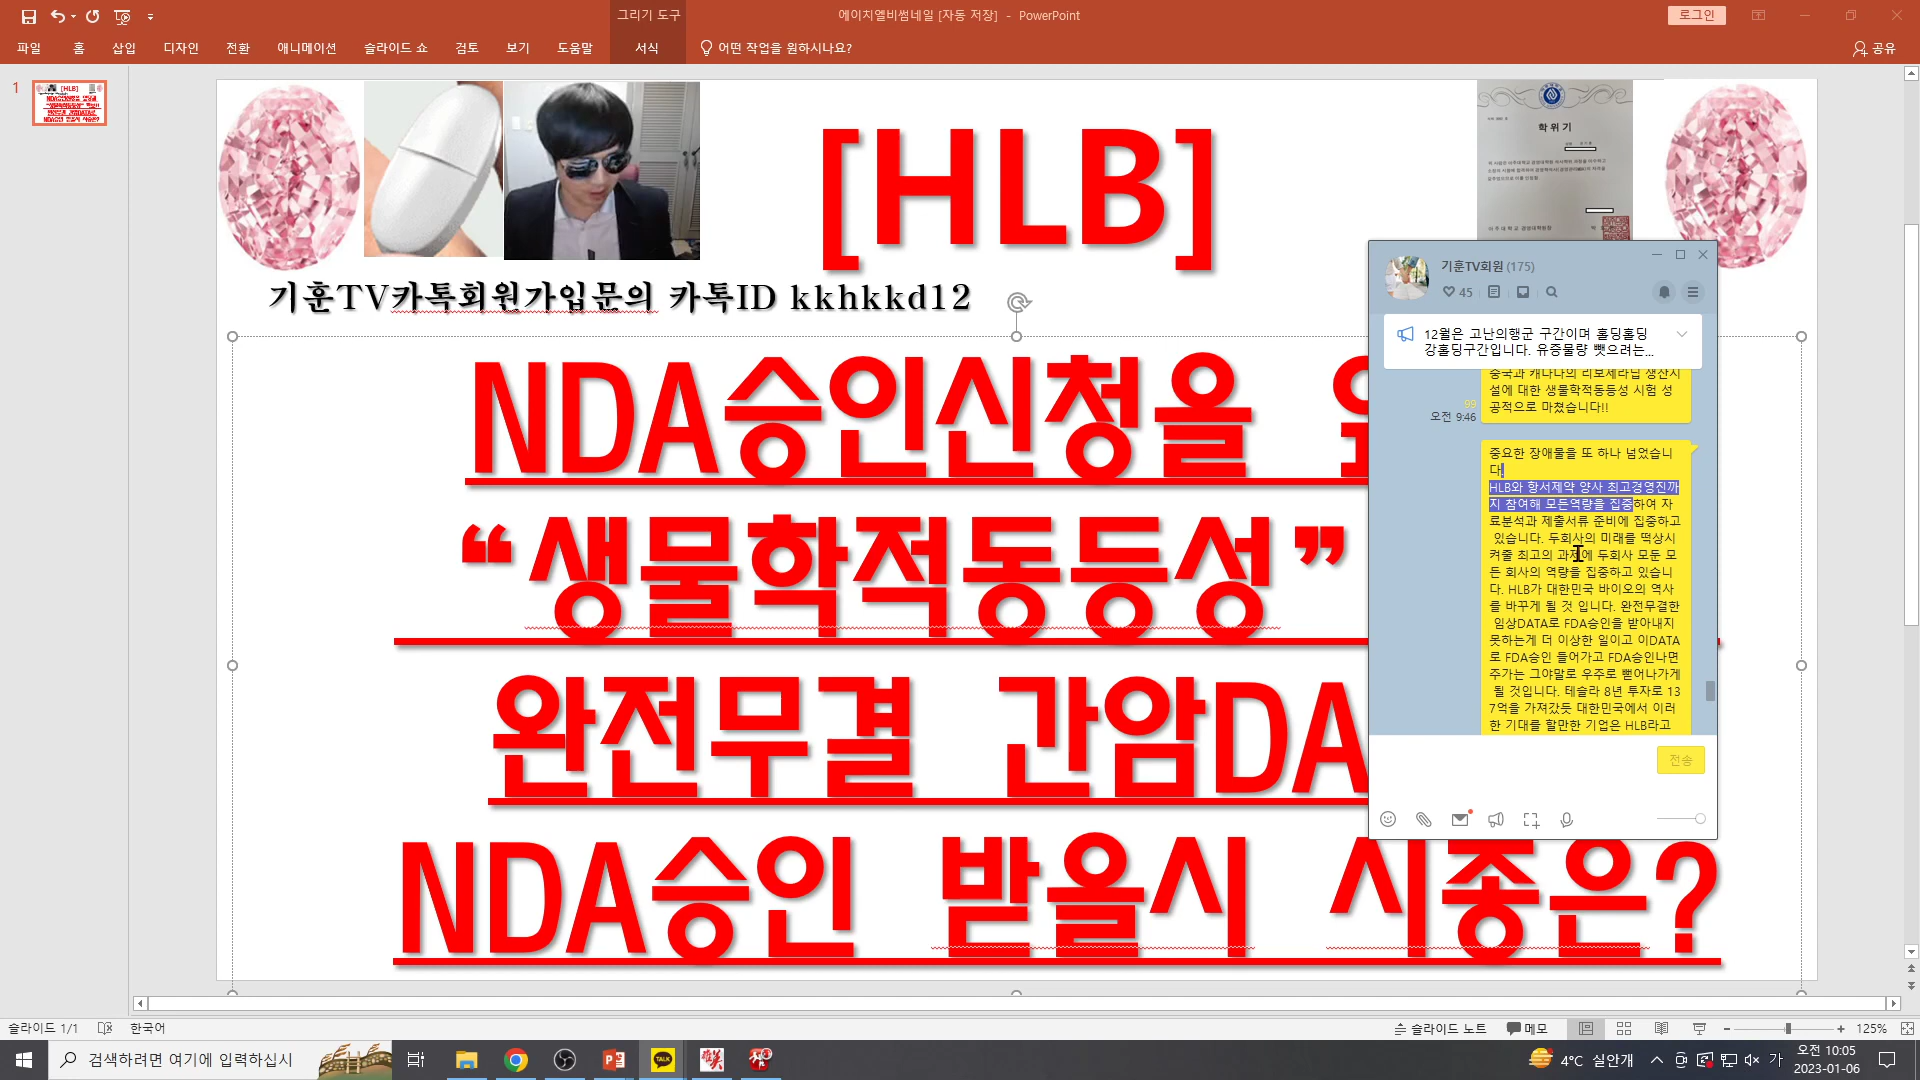 에이치엘비썸네일 [자동 저장] - PowerPoint
그리기 도구
로그인
파일 홈 삽입 디자인 전환 애니메이션 슬라이드 쇼 검토 보기 도움말 서식 어떤 작업을 원하시나요? 공유
1
[HLB]
학 위 기
기훈TV카톡회원가입문의 카톡ID kkhkkd12
NDA승인신청을
“생물학적동등성”
완전무결 간암DA
NDA승인 받을시 시총은?
기훈TV회원 (175)
45
12월은 고난의행군 구간이며 홀딩홀딩
강홀딩구간입니다. 유증물량 뺏으려는...
중국과 캐나다의 리보세라닙 생산시
설에 대한 생물학적동등성 시험 성
공적으로 마쳤습니다!!
99
오전 9:46
중요한 장애물을 또 하나 넘었습니
다.
HLB와 항서제약 양사 최고경영진까
지 참여해 모든역량을 집중하여 자
료분석과 제출서류 준비에 집중하고
있습니다. 두회사의 미래를 떡상시
켜줄 최고의 과제에 두회사 모둔 모
든 회사의 역량을 집중하고 있습니
다. HLB가 대한민국 바이오의 역사
를 바꾸게 될 것 입니다. 완전무결한
임상DATA로 FDA승인을 받아내지
못하는게 더 이상한 일이고 이DATA
로 FDA승인 들어가고 FDA승인나면
주가는 그야말로 우주로 뻗어나가게
될 것입니다. 테슬라 8년 투자로 13
7억을 가져갔듯 대한민국에서 이러
한 기대를 할만한 기업은 HLB라고
전송
슬라이드 1/1 한국어
슬라이드 노트 메모 125%
검색하려면 여기에 입력하십시
TALK
4°C 실안개
가
오전 10:05
2023-01-06